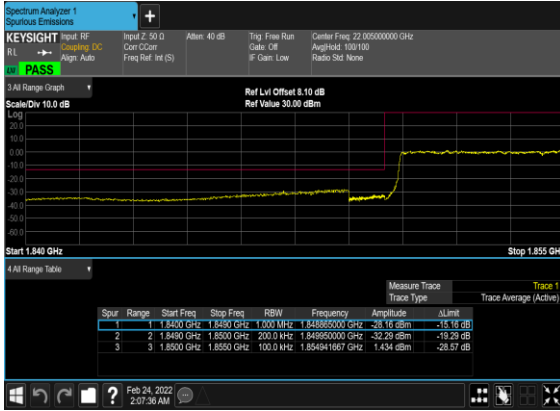 Spectrum Analyzer 1
Spurious Emissions
+
KEYSIGHT Input: RF Input Z: 50 Ω Atten: 40 dB Trig: Free Run Center Freq: 22.005000000 GHz
RL Coupling: DC Corr CCorr Gate: Off Avg|Hold: 100/100
Align: Auto Freq Ref: Int (S) IF Gain: Low Radio Std: None
PASS
3 All Range Graph
Ref Lvl Offset 8.10 dB
Scale/Div 10.0 dB Ref Value 30.00 dBm
Log
20.0
10.0
0.00
-10.0
-20.0
-30.0
-40.0
-50.0
-60.0
Start 1.840 GHz Stop 1.855 GH
4 All Range Table
Measure Trace Trace 1
Trace Type Trace Average (Active)
Spur Range Start Freq Stop Freq RBW Frequency Amplitude ΔLimit
1 1 1.8400 GHz 1.8490 GHz 1.000 MHz 1.848865000 GHz -28.16 dBm -15.16 dB
2 2 1.8490 GHz 1.8500 GHz 200.0 kHz 1.849950000 GHz -32.29 dBm -19.29 dB
3 3 1.8500 GHz 1.8550 GHz 100.0 kHz 1.854941667 GHz 1.434 dBm -28.57 dB
? Feb 24, 2022
2:07:36 AM